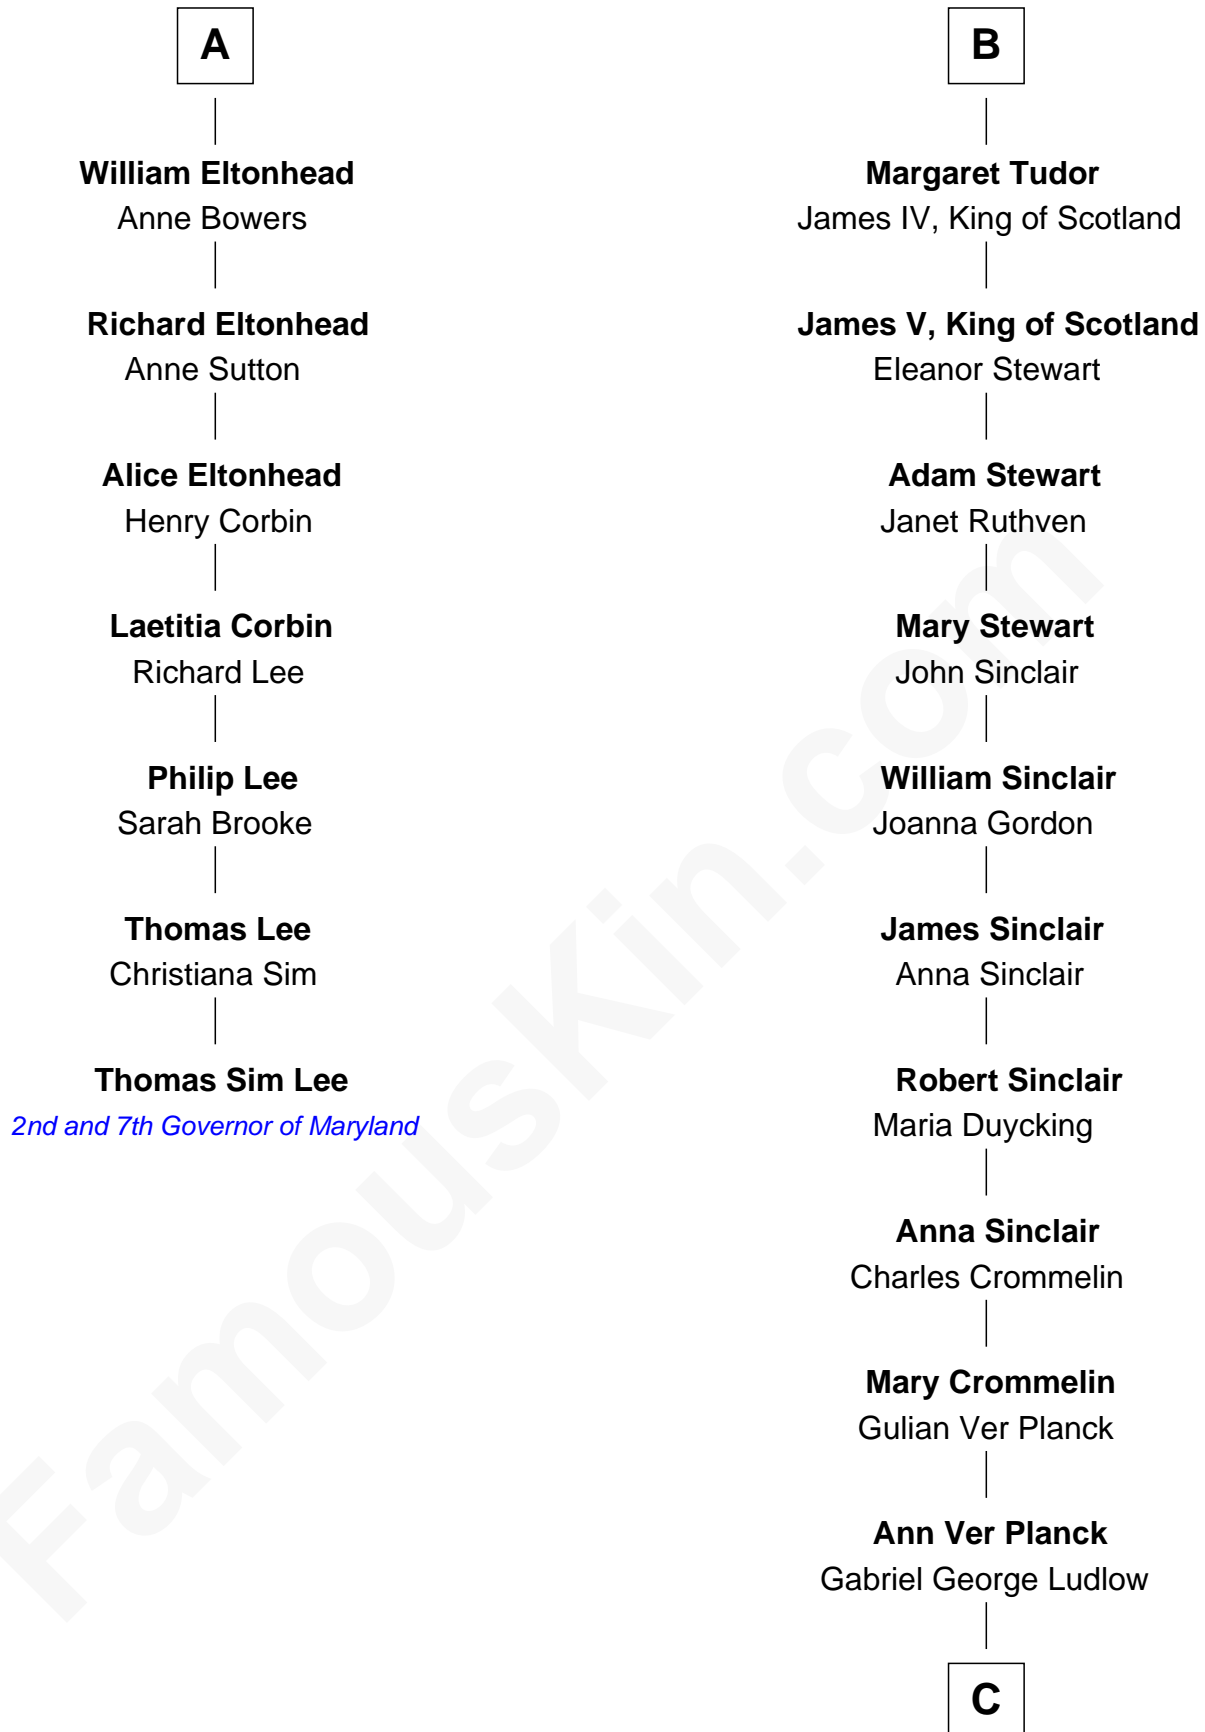 A
William Eltonhead
Anne Bowers
Richard Eltonhead
Anne Sutton
Alice Eltonhead
Henry Corbin
Laetitia Corbin
Richard Lee
Philip Lee
Sarah Brooke
Thomas Lee
Christiana Sim
Thomas Sim Lee
2nd and 7th Governor of Maryland
B
Margaret Tudor
James IV, King of Scotland
James V, King of Scotland
Eleanor Stewart
Adam Stewart
Janet Ruthven
Mary Stewart
John Sinclair
William Sinclair
Joanna Gordon
James Sinclair
Anna Sinclair
Robert Sinclair
Maria Duycking
Anna Sinclair
Charles Crommelin
Mary Crommelin
Gulian Ver Planck
Ann Ver Planck
Gabriel George Ludlow
C
FamousKin.com